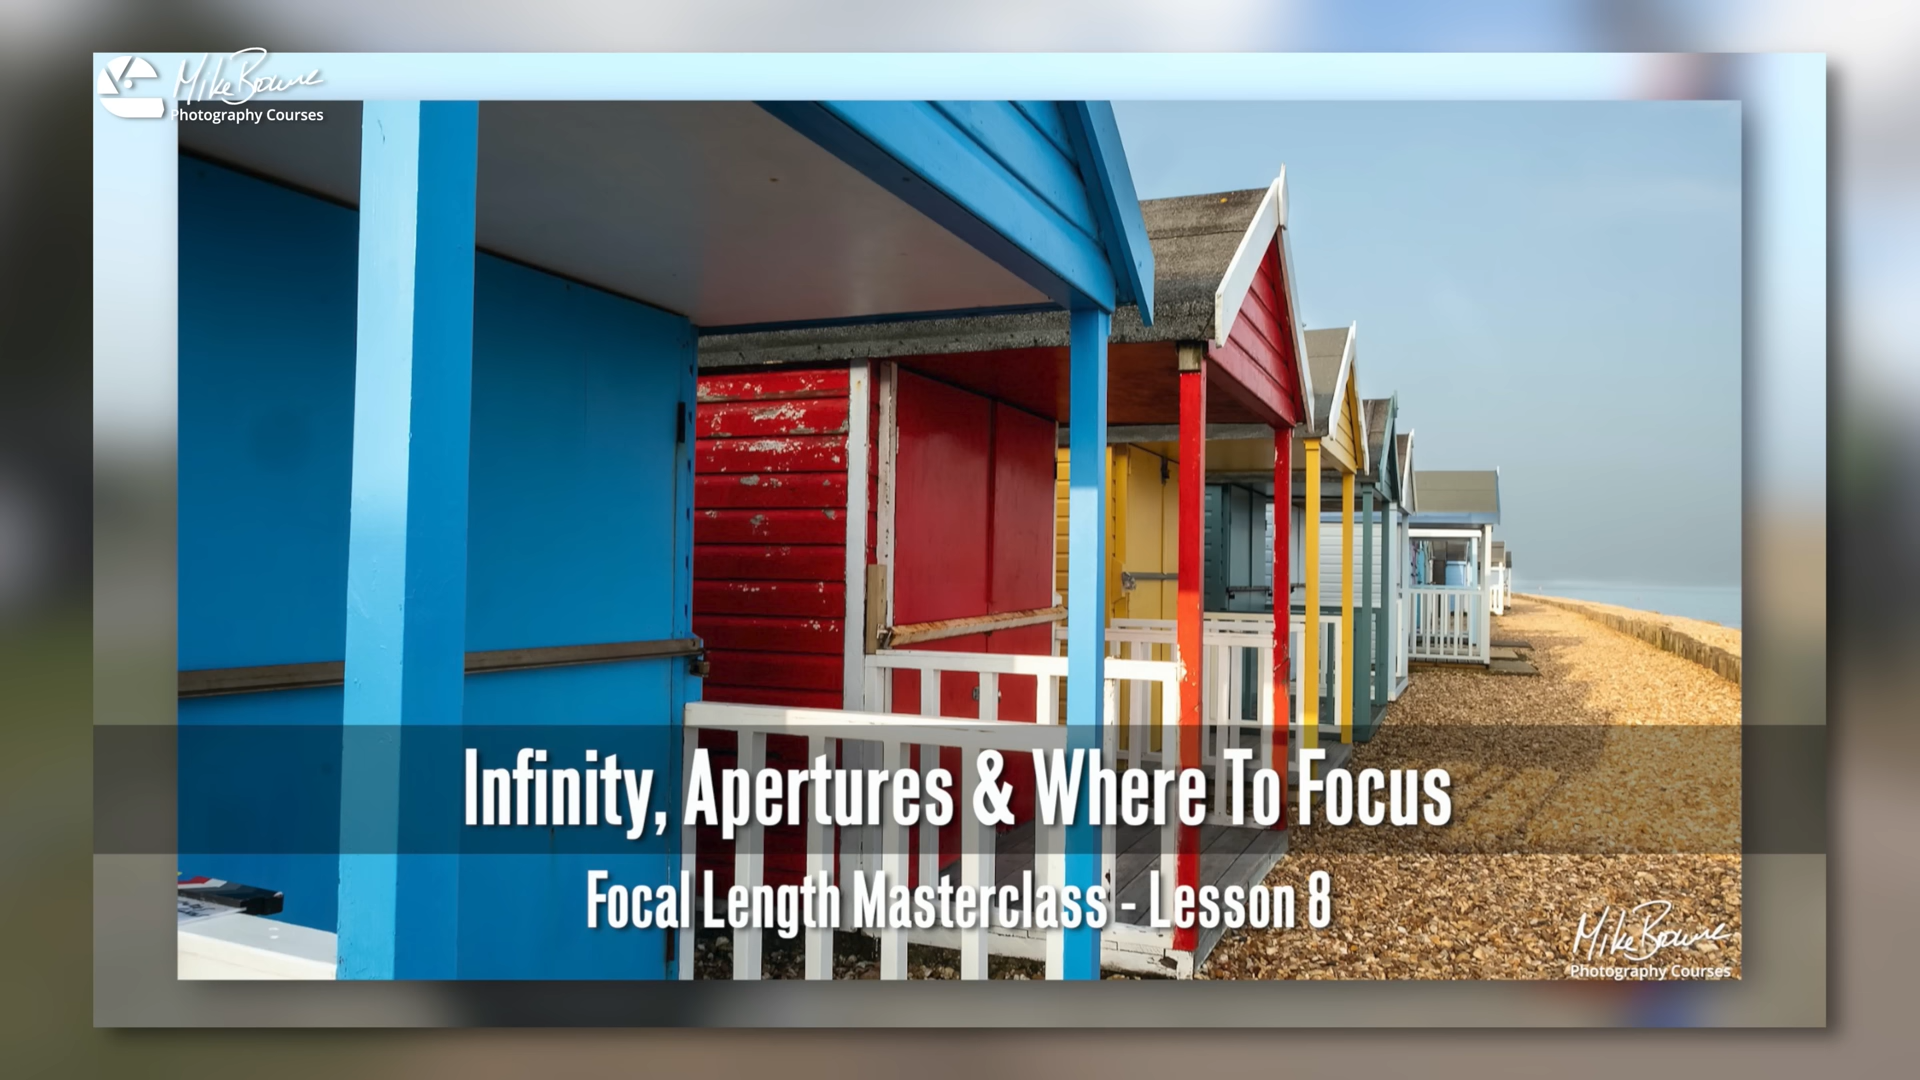 Mike Browne
Photography Courses
Infinity, Apertures & Where To Focus
Focal Length Masterclass - Lesson 8
Mike Browne
Photography Courses